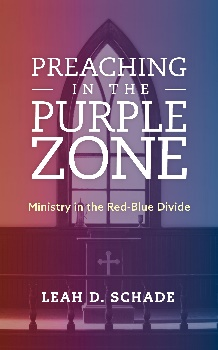 PREACHING
IN THE
PURPLE
ZONE
Ministry in the Red-Blue Divide
LEAH D. SCHADE